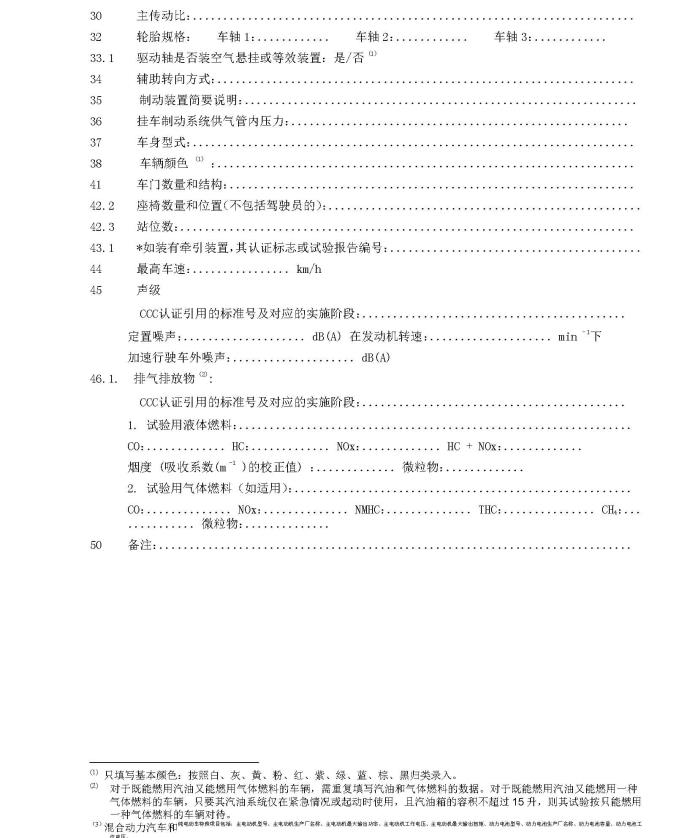 30 主传动比:......................................................................
32 轮胎规格: 车轴 1:............ 车轴 2:............ 车轴 3:............
33.1 驱动轴是否装空气悬挂或等效装置: 是/否 ⁽¹⁾
34 辅助转向方式:...................................................................
35 制动装置简要说明:...............................................................
36 挂车制动系统供气管内压力:......................................................
37 车身型式:......................................................................
38 车辆颜色 ⁽¹⁾ :...................................................................
41 车门数量和结构:.................................................................
42.2 座椅数量和位置(不包括驾驶员的):..................................................
42.3 站位数:.........................................................................
43.1 *如装有牵引装置,其认证标志或试验报告编号:........................................
44 最高车速:................ km/h
45 声级
CCC认证引用的标准号及对应的实施阶段:...........................................
定置噪声:.................... dB(A) 在发动机转速:.................... min ⁻¹下
加速行驶车外噪声:.................... dB(A)
46.1. 排气排放物 ⁽²⁾:
CCC认证引用的标准号及对应的实施阶段:...........................................
1. 试验用液体燃料:...............................................................
CO:............. HC:............. NOx:............. HC + NOx:.............
烟度 (吸收系数(m ⁻¹ )的校正值) :............. 微粒物:.............
2. 试验用气体燃料 (如适用):.......................................................
CO:.............. NOx:.............. NMHC:.............. THC:............... CH₄:...
........... 微粒物:..............
50 备注:.............................................................................
⁽¹⁾ 只填写基本颜色: 按照白、灰、黄、粉、红、紫、绿、蓝、棕、黑归类录入。
⁽²⁾ 对于既能燃用汽油又能燃用气体燃料的车辆, 需重复填写汽油和气体燃料的数据。对于既能燃用汽油又能燃用一种
气体燃料的车辆, 只要其汽油系统仅在紧急情况或起动时使用, 且汽油箱的容积不超过 15 升, 则其试验按只能燃用
一种气体燃料的车辆对待。
(3) 混合动力汽车和